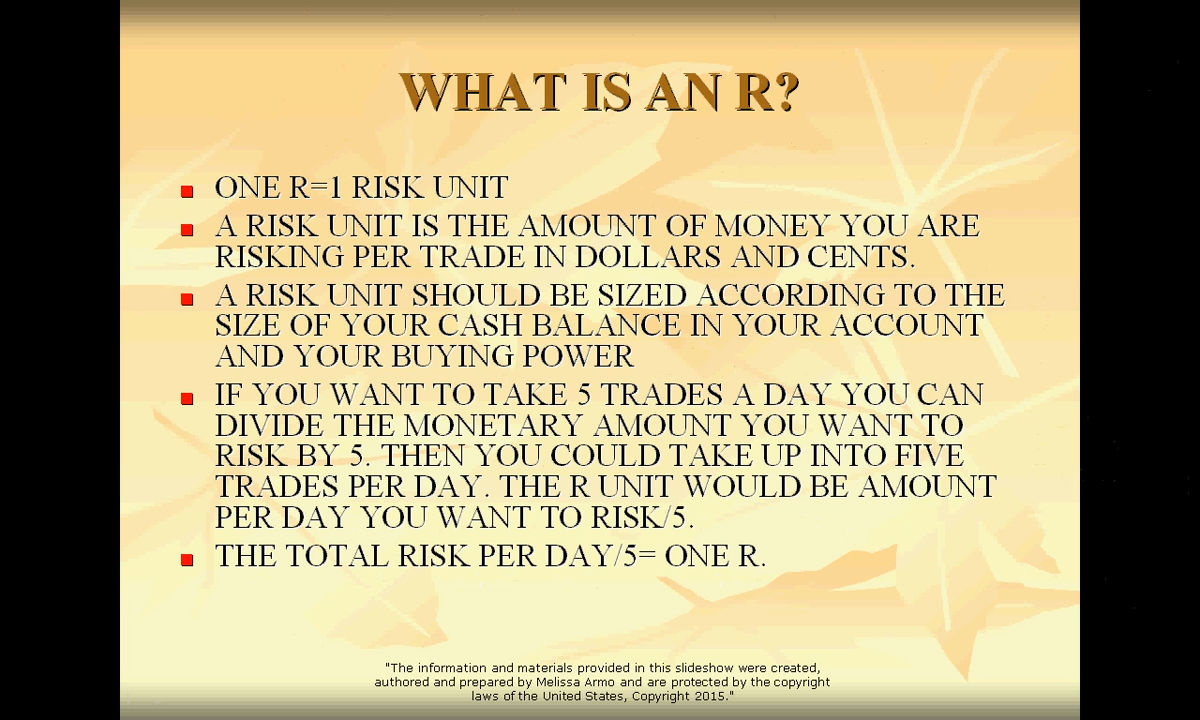 WHAT IS AN R?
ONE R=1 RISK UNIT
A RISK UNIT IS THE AMOUNT OF MONEY YOU ARE
RISKING PER TRADE IN DOLLARS AND CENTS.
A RISK UNIT SHOULD BE SIZED ACCORDING TO THE
SIZE OF YOUR CASH BALANCE IN YOUR ACCOUNT
AND YOUR BUYING POWER
IF YOU WANT TO TAKE 5 TRADES A DAY YOU CAN
DIVIDE THE MONETARY AMOUNT YOU WANT TO
RISK BY 5. THEN YOU COULD TAKE UP INTO FIVE
TRADES PER DAY. THE R UNIT WOULD BE AMOUNT
PER DAY YOU WANT TO RISK/5.
THE TOTAL RISK PER DAY/5= ONE R.
"The information and materials provided in this slideshow were created,
authored and prepared by Melissa Armo and are protected by the copyright
laws of the United States, Copyright 2015."